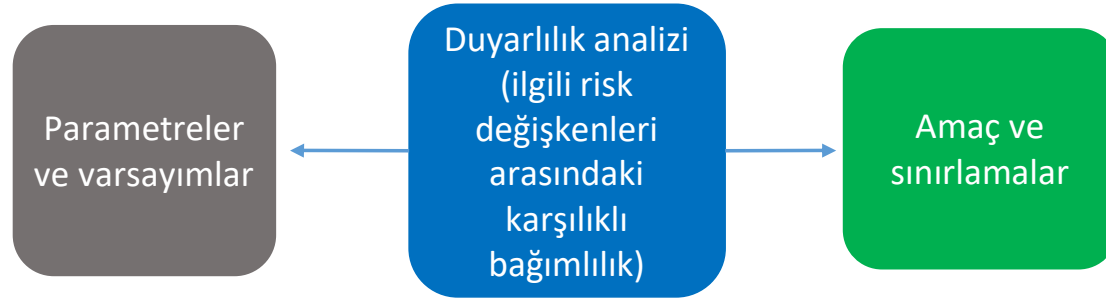 Parametreler
ve varsayımlar
Duyarlılık analizi
(ilgili risk
değişkenleri
arasındaki
karşılıklı
bağımlılık)
Amaç ve
sınırlamalar